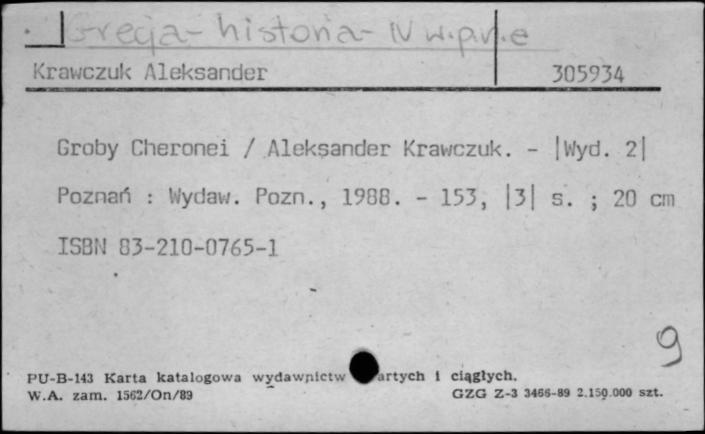 Grecja - historia - IV w.p.n.e
Krawczuk Aleksander 305934
Groby Cheronei / Aleksander Krawczuk. - |Wyd. 2|
Poznań : Wydaw. Pozn., 1988. - 153, |3| s. ; 20 cm
ISBN 83-210-0765-1
9
PU-B-143 Karta katalogowa wydawnictw artych i ciągłych.
W.A. zam. 1562/On/89 GZG Z-3 3466-89 2.150.000 szt.